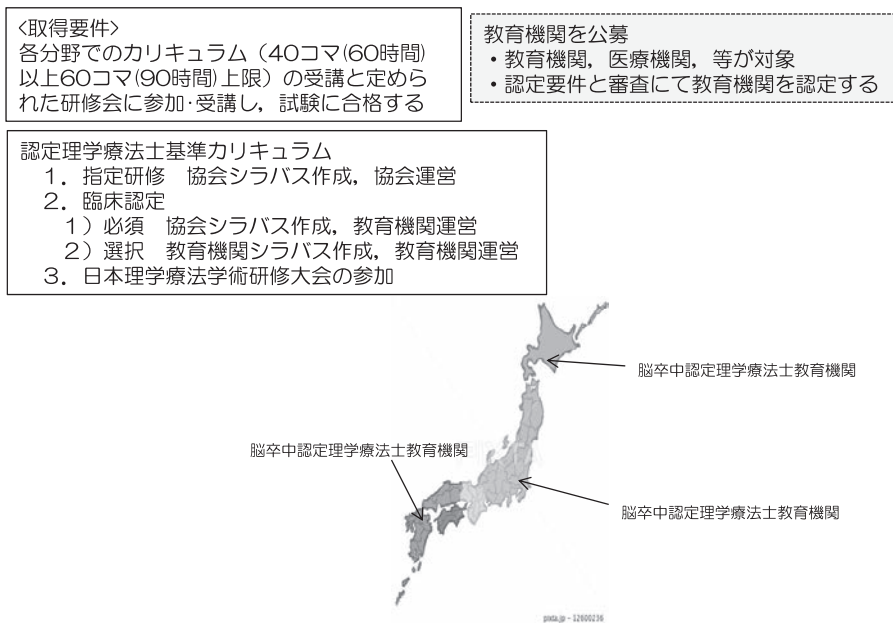 <取得要件>
各分野でのカリキュラム（40コマ(60時間)
以上60コマ(90時間)上限）の受講と定めら
れた研修会に参加・受講し，試験に合格する
教育機関を公募
・教育機関，医療機関，等が対象
・認定要件と審査にて教育機関を認定する
認定理学療法士基準カリキュラム
1．指定研修　協会シラバス作成，協会運営
2．臨床認定
1）必須　協会シラバス作成，教育機関運営
2）選択　教育機関シラバス作成，教育機関運営
3．日本理学療法学術研修大会の参加
脳卒中認定理学療法士教育機関
脳卒中認定理学療法士教育機関
脳卒中認定理学療法士教育機関
pixta.jp - 12600236